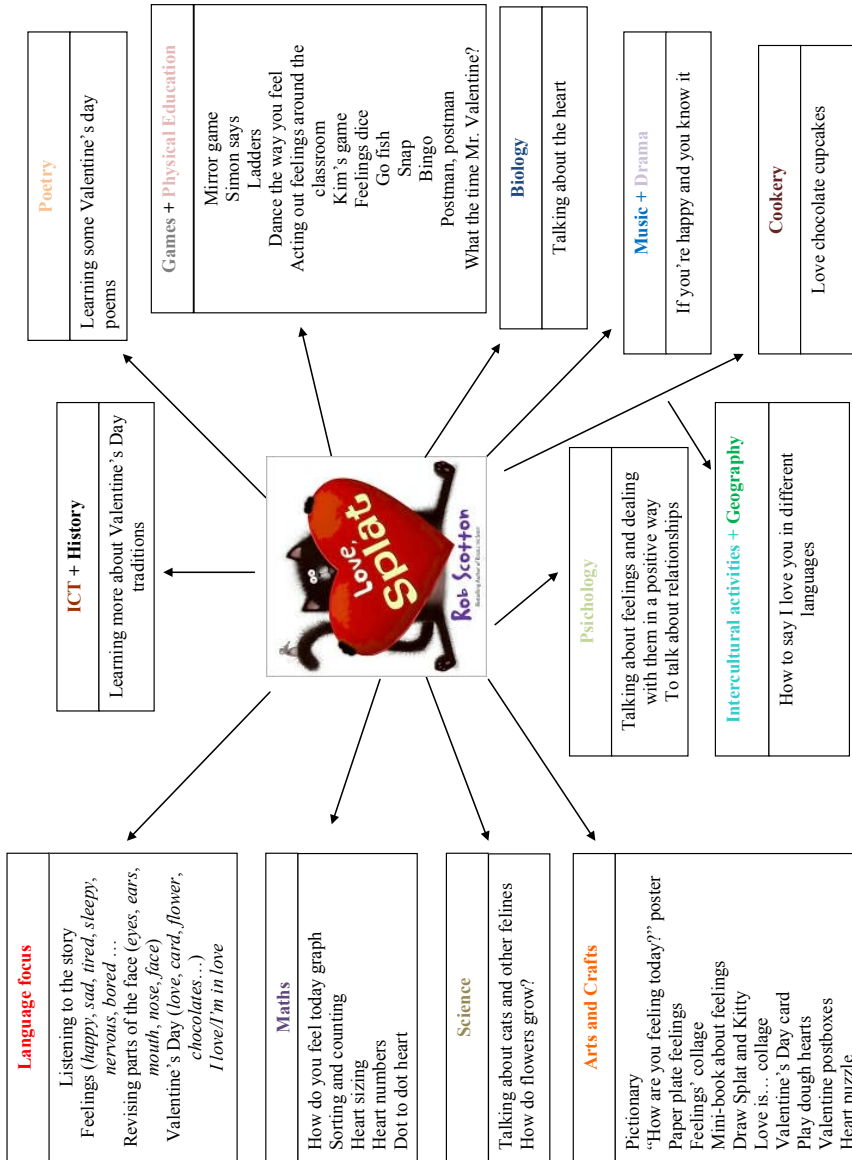 Language focus
Listening to the story
Feelings (happy, sad, tired, sleepy,
nervous, bored …
Revising parts of the face (eyes, ears,
mouth, nose, face)
Valentine’s Day (love, card, flower,
chocolates…)
I love/I’m in love
ICT + History
Learning more about Valentine’s Day
traditions
Poetry
Learning some Valentine’s day
poems
Maths
How do you feel today graph
Sorting and counting
Heart sizing
Heart numbers
Dot to dot heart
Love,
Splat
Rob Scotton
Games + Physical Education
Mirror game
Simon says
Ladders
Dance the way you feel
Acting out feelings around the
classroom
Kim’s game
Feelings dice
Go fish
Snap
Bingo
Postman, postman
What the time Mr. Valentine?
Science
Talking about cats and other felines
How do flowers grow?
Biology
Talking about the heart
Arts and Crafts
Pictionary
“How are you feeling today?” poster
Paper plate feelings
Feelings’ collage
Mini-book about feelings
Draw Splat and Kitty
Love is… collage
Valentine’s Day card
Play dough hearts
Valentine postboxes
Heart puzzle
Psichology
Talking about feelings and dealing
with them in a positive way
To talk about relationships
Music + Drama
If you’re happy and you know it
Intercultural activities + Geography
How to say I love you in different
languages
Cookery
Love chocolate cupcakes